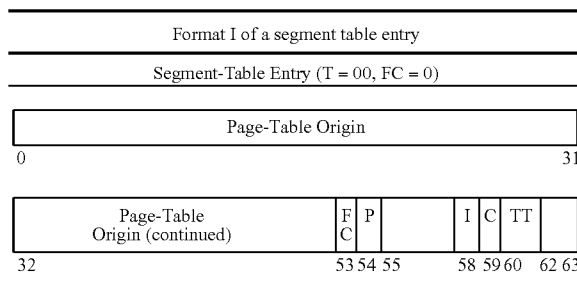 Format I of a segment table entry
Segment-Table Entry (T = 00, FC = 0)
Page-Table Origin
0 31
Page-Table F P I C TT
Origin (continued) C
32 53 54 55 58 59 60 62 63